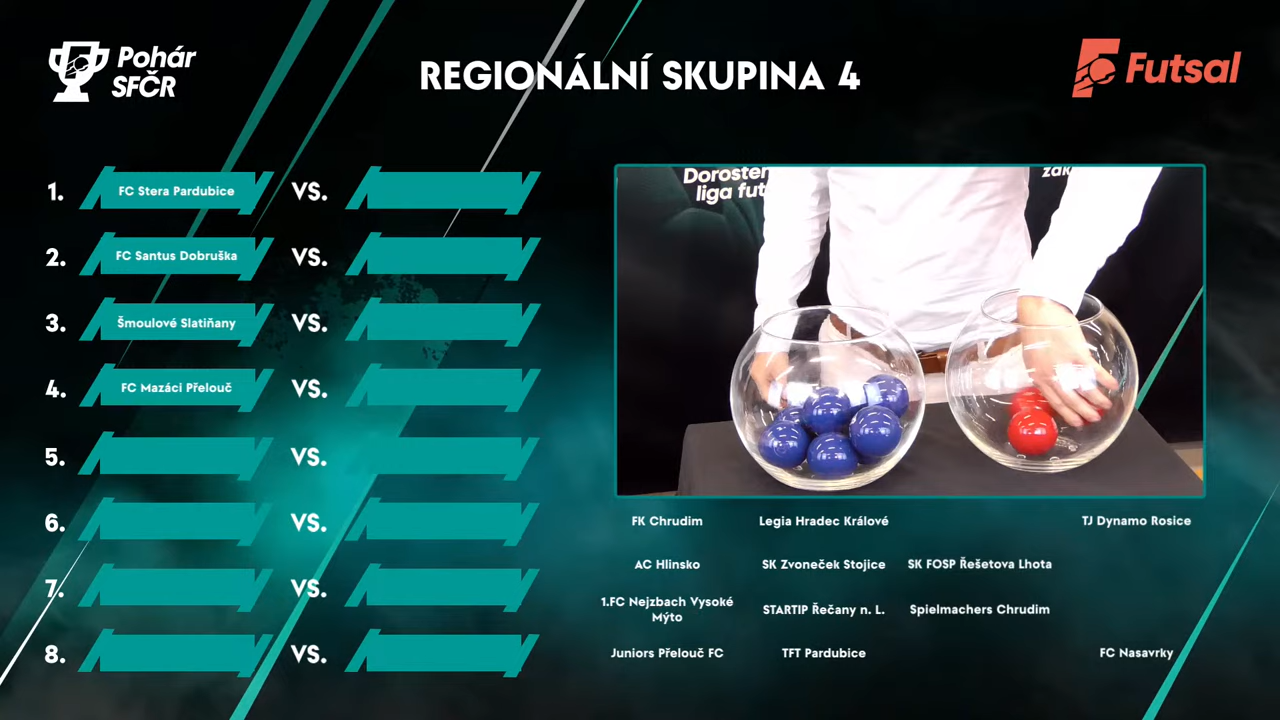 Pohár
SFČR
REGIONÁLNÍ SKUPINA 4
Futsal
1. FC Stera Pardubice VS.
2. FC Santus Dobruška VS.
3. Šmoulové Slatiňany VS.
4. FC Mazáci Přelouč VS.
5. VS.
6. VS.
7. VS.
8. VS.
liga
FK Chrudim Legia Hradec Králové TJ Dynamo Rosice
AC Hlinsko SK Zvoneček Stojice SK FOSP Řešetova Lhota
1.FC Nejzbach Vysoké
Mýto STARTIP Řečany n. L. Spielmachers Chrudim
Juniors Přelouč FC TFT Pardubice FC Nasavrky